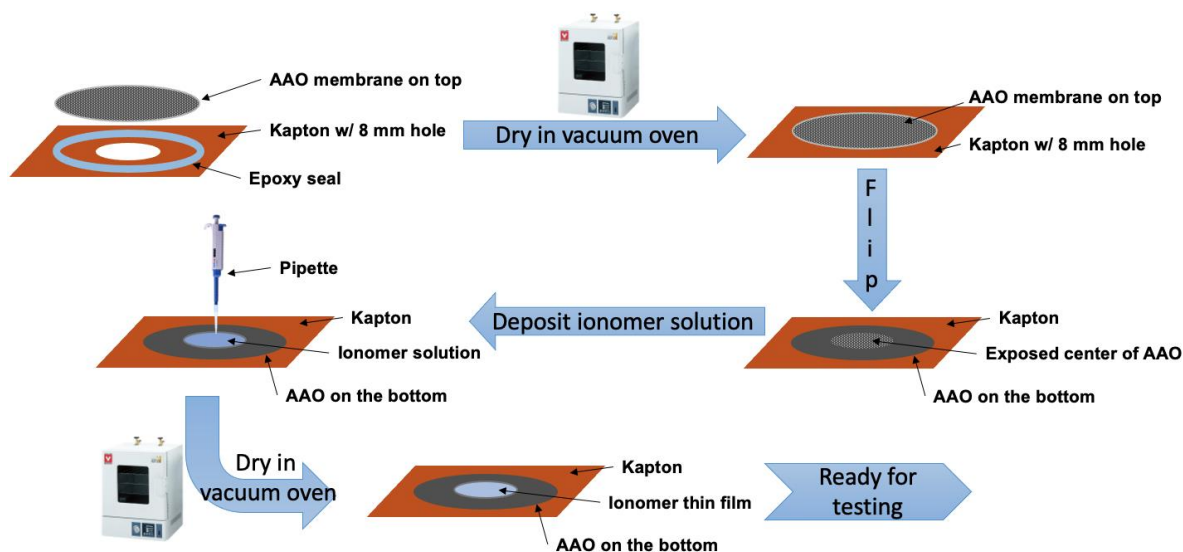 AAO membrane on top
Kapton w/ 8 mm hole
Epoxy seal
Dry in vacuum oven
AAO membrane on top
Kapton w/ 8 mm hole
Flip
Kapton
Exposed center of AAO
AAO on the bottom
Deposit ionomer solution
Pipette
Kapton
Ionomer solution
AAO on the bottom
Dry in
vacuum oven
Kapton
Ionomer thin film
AAO on the bottom
Ready for
testing